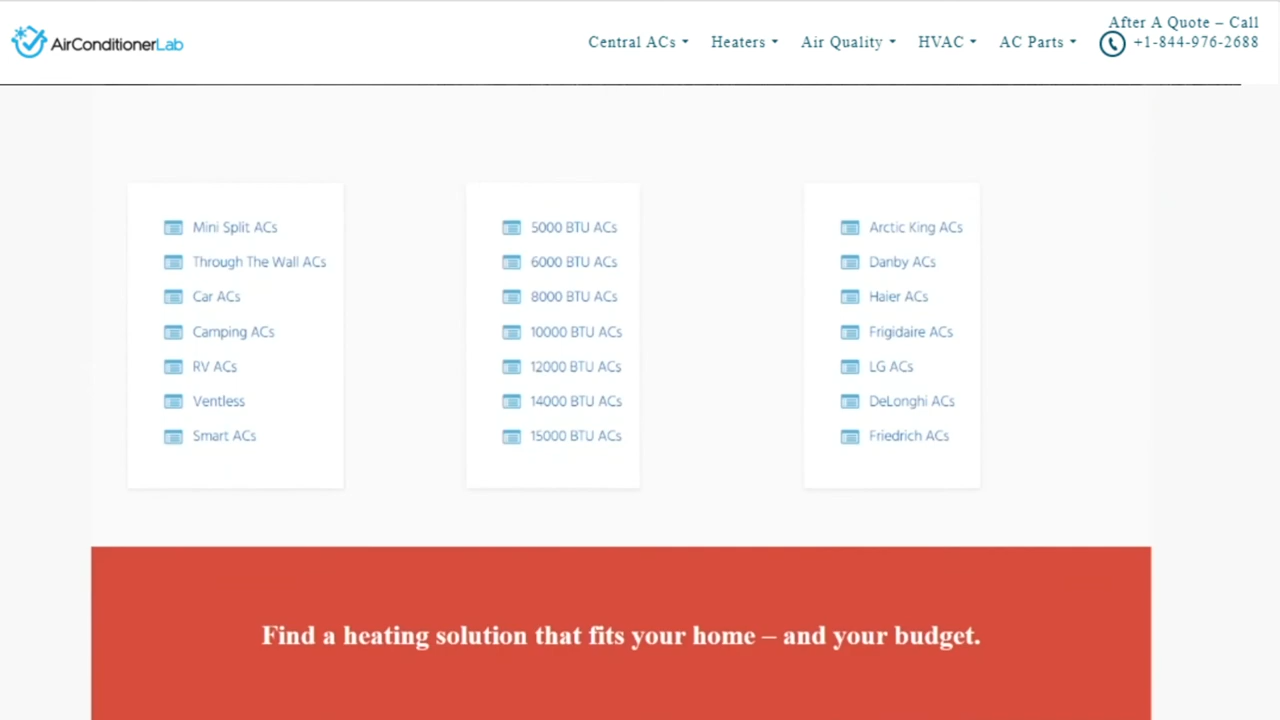 AirConditionerLab
Central ACs
Heaters
Air Quality
HVAC
AC Parts
After A Quote – Call
+1-844-976-2688
Mini Split ACs
Through The Wall ACs
Car ACs
Camping ACs
RV ACs
Ventless
Smart ACs
5000 BTU ACs
6000 BTU ACs
8000 BTU ACs
10000 BTU ACs
12000 BTU ACs
14000 BTU ACs
15000 BTU ACs
Arctic King ACs
Danby ACs
Haier ACs
Frigidaire ACs
LG ACs
DeLonghi ACs
Friedrich ACs
Find a heating solution that fits your home – and your budget.